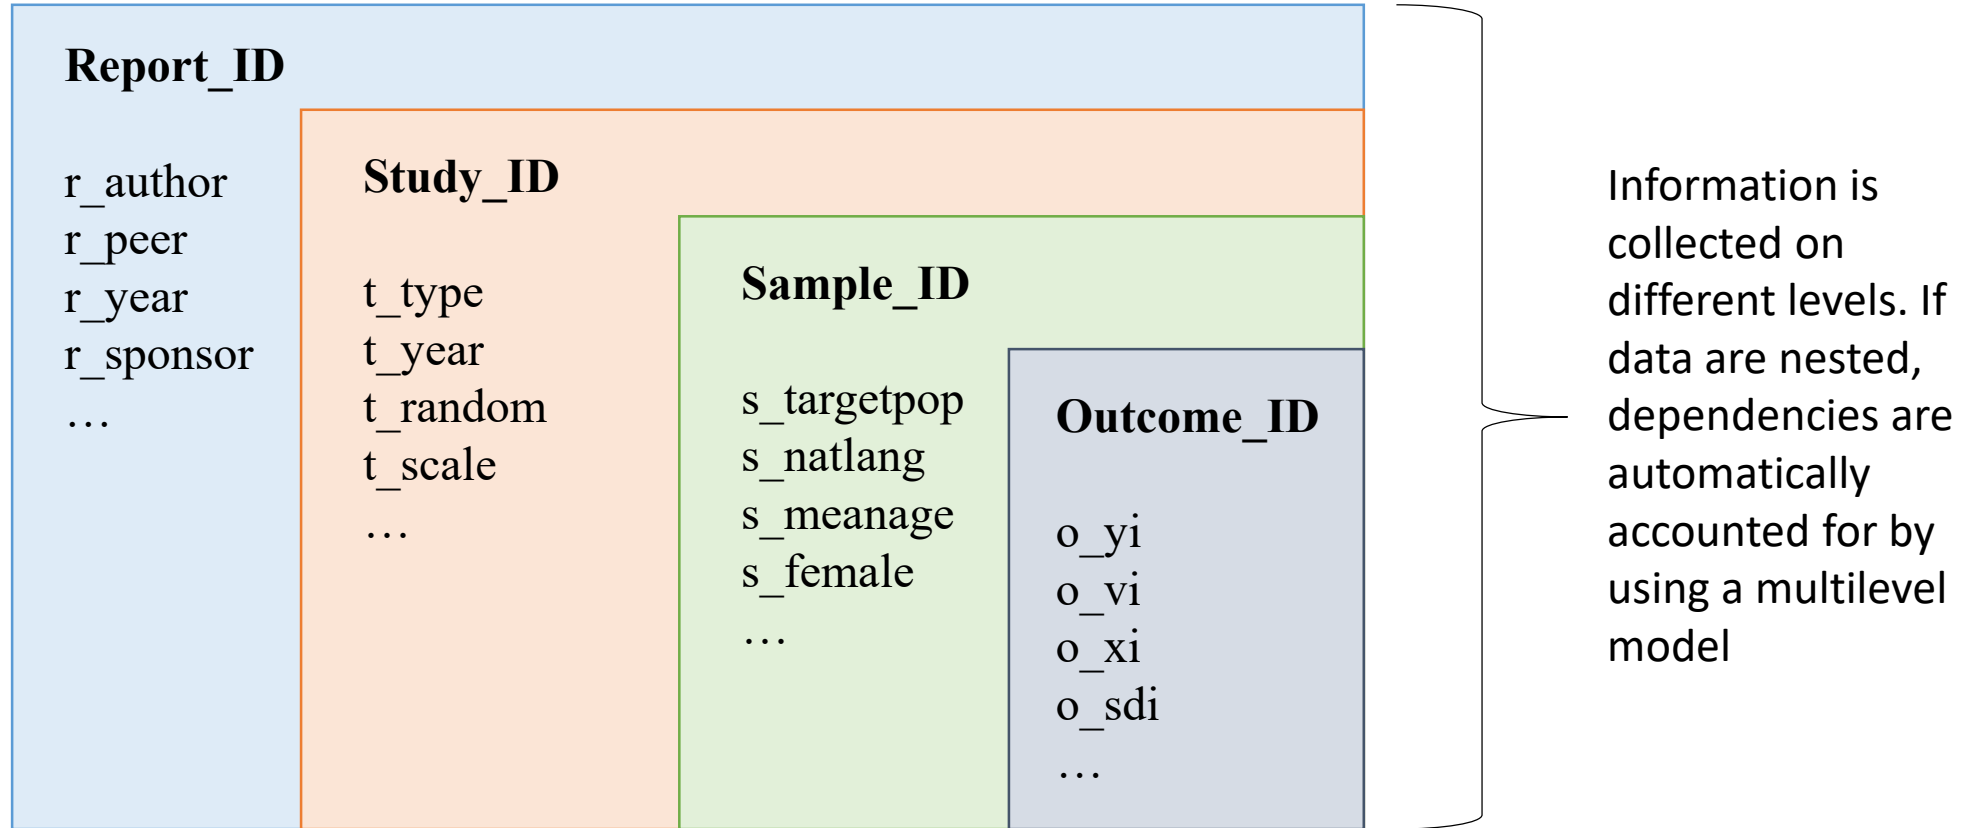 Report_ID
r_author
r_peer
r_year
r_sponsor
…
Study_ID
t_type
t_year
t_random
t_scale
…
Sample_ID
s_targetpop
s_natlang
s_meanage
s_female
…
Outcome_ID
o_yi
o_vi
o_xi
o_sdi
…
Information is
collected on
different levels. If
data are nested,
dependencies are
automatically
accounted for by
using a multilevel
model